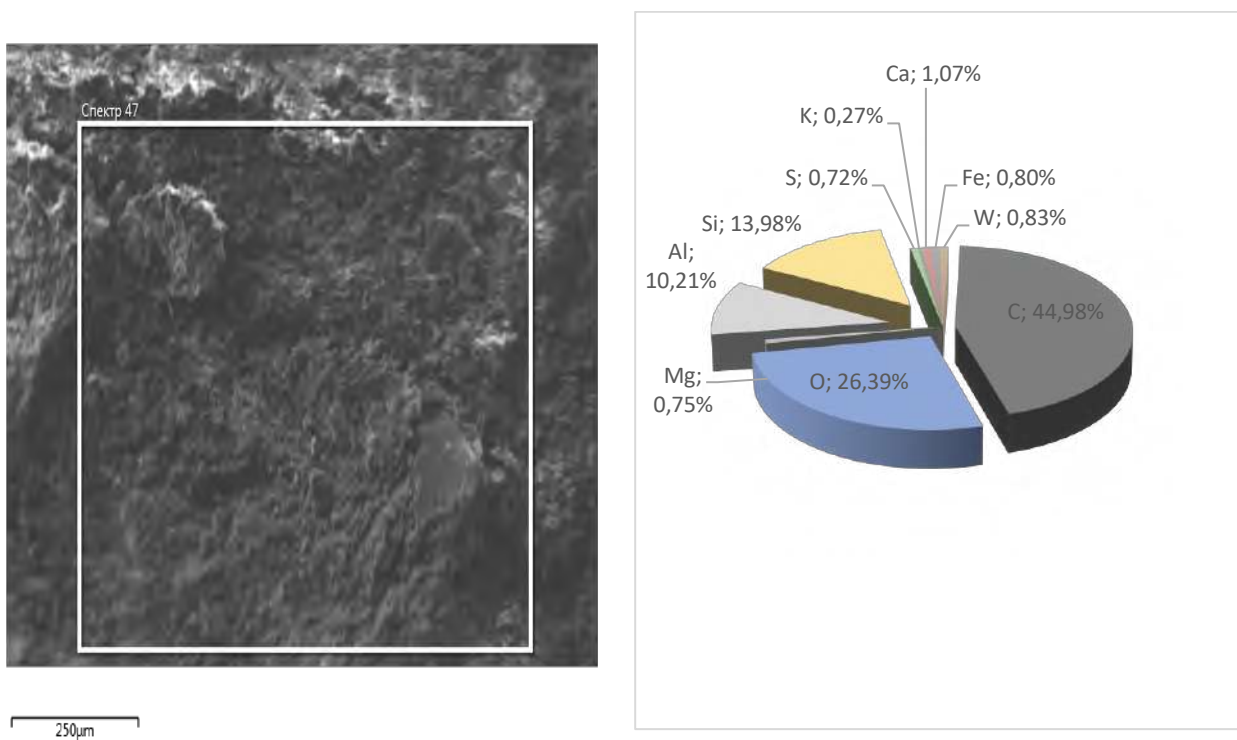 Спектр 47
250µm
Ca; 1,07%
K; 0,27%
S; 0,72%
Fe; 0,80%
W; 0,83%
Si; 13,98%
Al;
10,21%
C; 44,98%
Mg;
0,75%
O; 26,39%